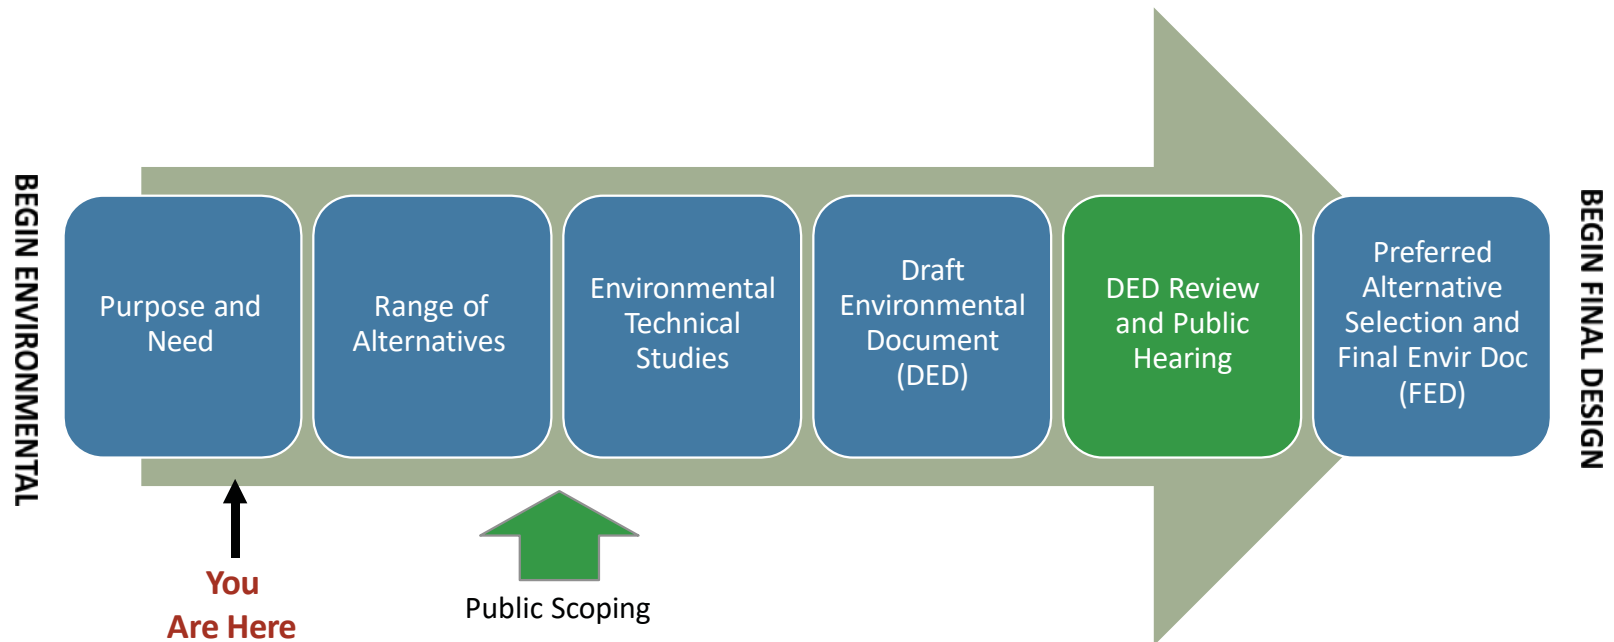 BEGIN ENVIRONMENTAL
Purpose and
Need
Range of
Alternatives
Environmental
Technical
Studies
Draft
Environmental
Document
(DED)
DED Review
and Public
Hearing
Preferred
Alternative
Selection and
Final Envir Doc
(FED)
BEGIN FINAL DESIGN
You
Are Here
Public Scoping